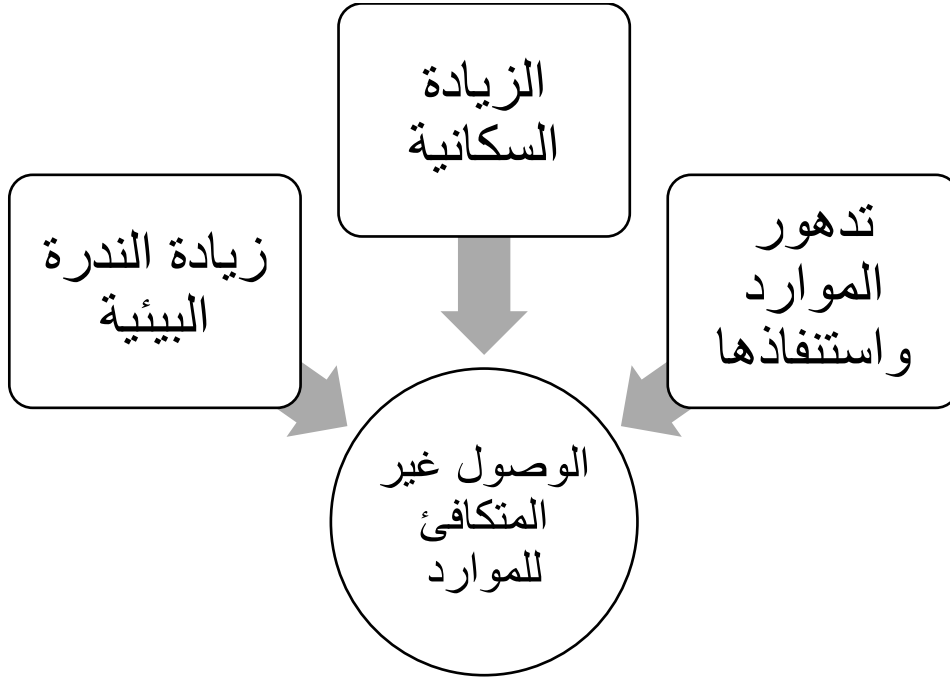 الزيادة
السكانية
تدهور
الموارد
واستنفاذها
زيادة الندرة
البيئية
الوصول غير
المتكافئ
للموارد